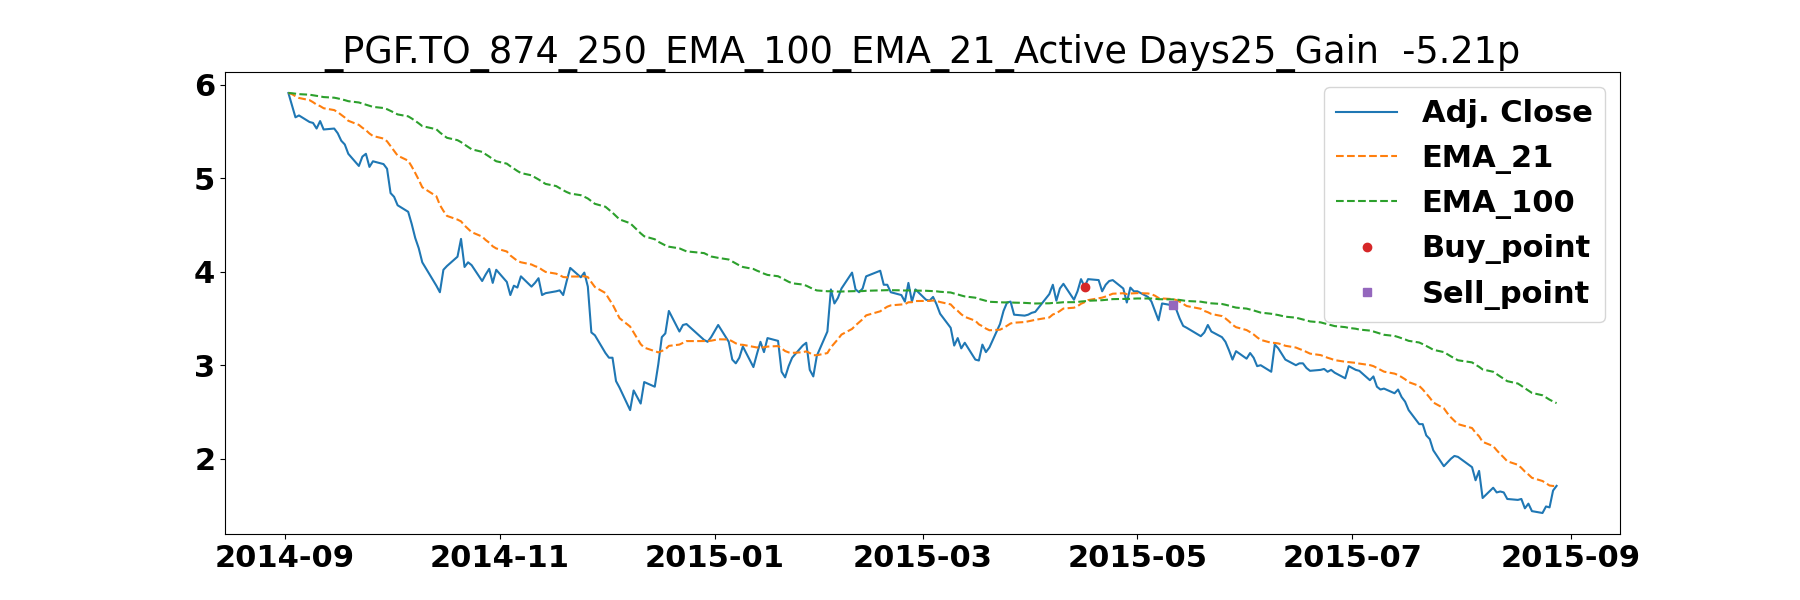 _PGF.TO_874_250_EMA_100_EMA_21_Active Days25_Gain  -5.21p
6
5
4
3
2
Adj. Close
EMA_21
EMA_100
Buy_point
Sell_point
2014-09 2014-11 2015-01 2015-03 2015-05 2015-07 2015-09